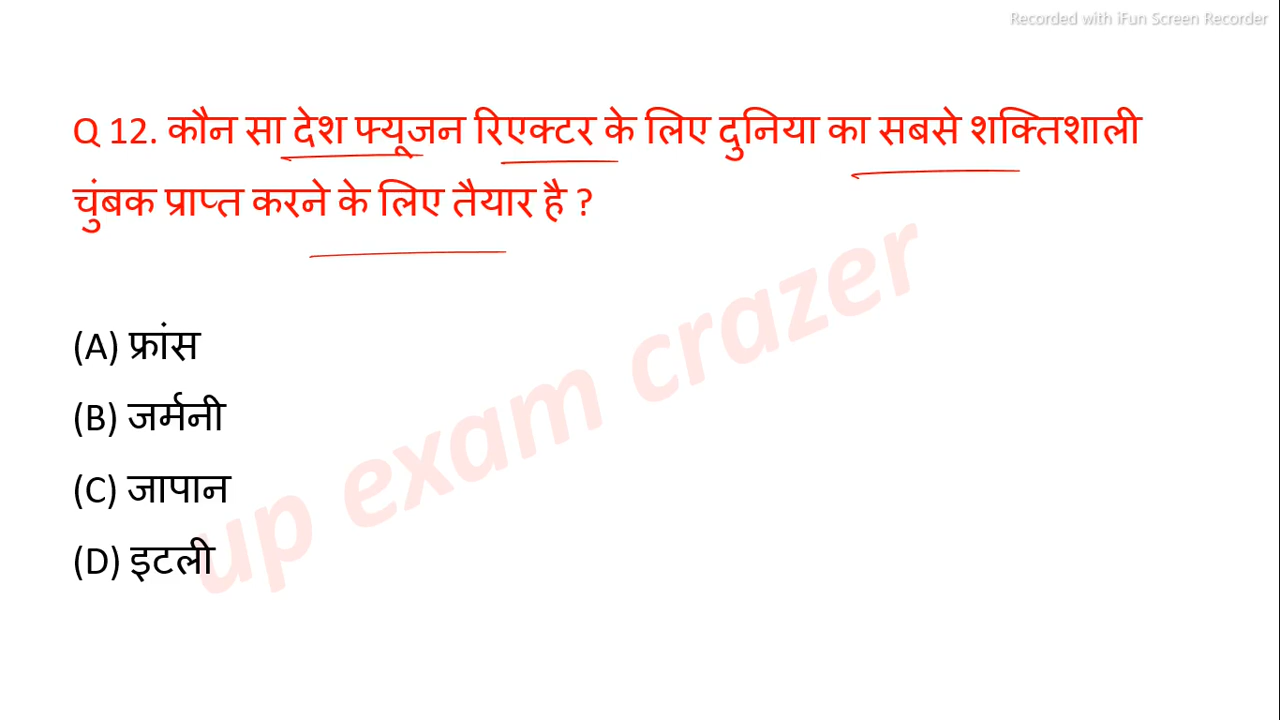 Recorded with iFun Screen Recorder
Q 12. कौन सा देश फ्यूजन रिएक्टर के लिए दुनिया का सबसे शक्तिशाली
चुंबक प्राप्त करने के लिए तैयार है ?
(A) फ्रांस
(B) जर्मनी
(C) जापान
(D) इटली
up exam crazer